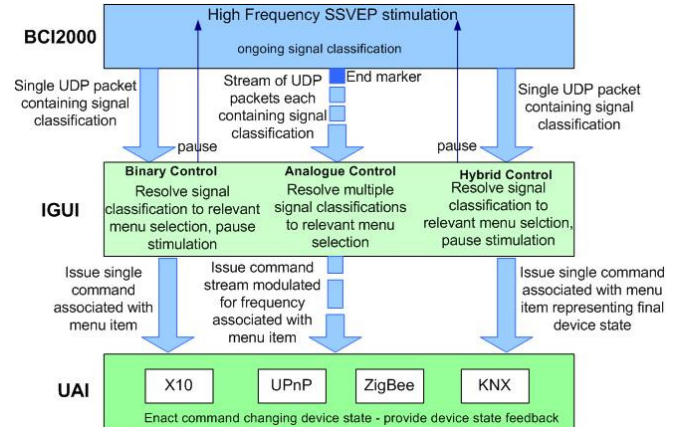 High Frequency SSVEP stimulation
BCI2000
ongoing signal classification
Single UDP packet
containing signal
classification
Stream of UDP
packets each
containing signal
classification
End marker
Single UDP packet
containing signal
classification
pause
pause
IGUI
Binary Control
Resolve signal
classification to relevant
menu selection, pause
stimulation
Analogue Control
Resolve multiple
signal classifications
to relevant menu
selection
Hybrid Control
Resolve signal
classification to
relevant menu selction,
pause stimulation
Issue single
command
associated with
menu item
Issue command
stream modulated
for frequency
associated with
menu item
Issue single command
associated with menu
item representing final
device state
UAI
X10
UPnP
ZigBee
KNX
Enact command changing device state - provide device state feedback